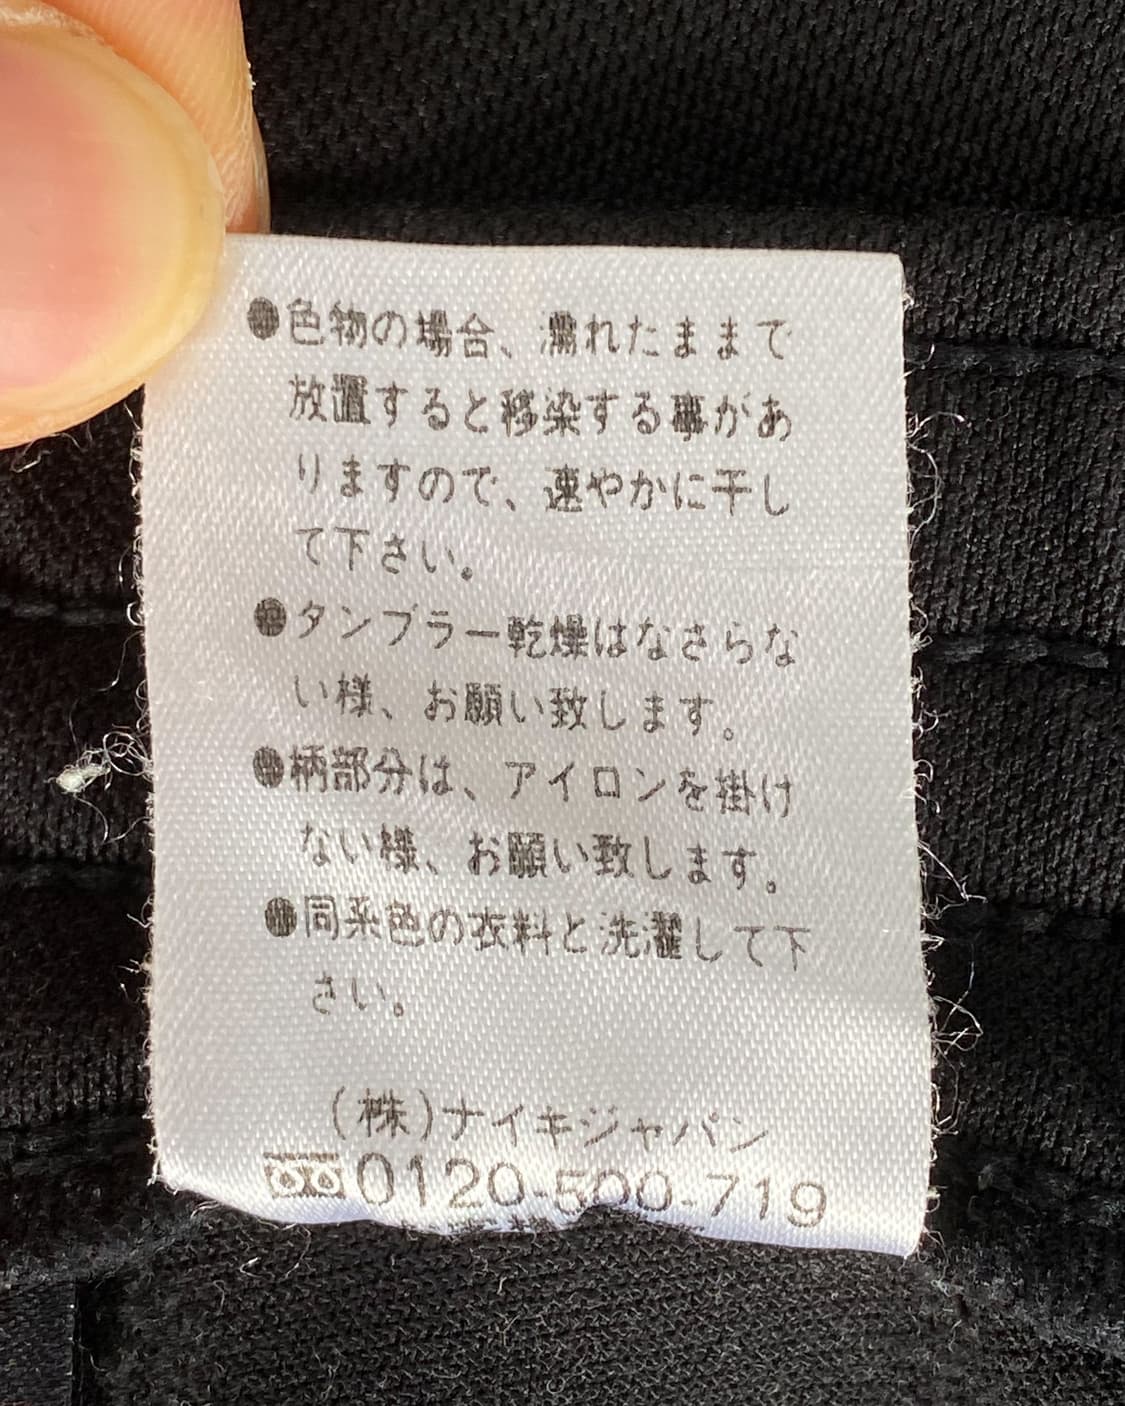 ●色物の場合、濡れたままで
放置すると移染する事があ
りますので、速やかに干し
て下さい。
●タンブラー乾燥はなさらな
い様、お願い致します。
●柄部分は、アイロンを掛け
ない様、お願い致します。
●同系色の衣料と洗濯して下
さい。
(株)ナイキジャパン
0120-500-719